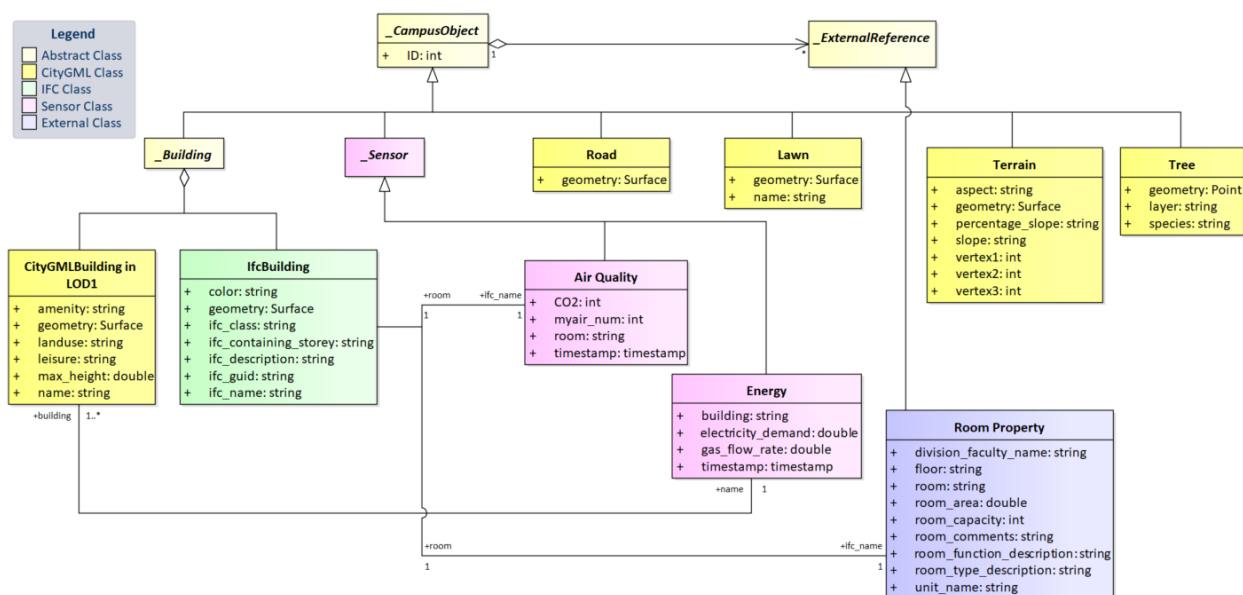 Legend
Abstract Class
CityGML Class
IFC Class
Sensor Class
External Class
_CampusObject
+ ID: int
1
*
_ExternalReference
_Building
_Sensor
Road
+ geometry: Surface
Lawn
+ geometry: Surface
+ name: string
Terrain
+ aspect: string
+ geometry: Surface
+ percentage_slope: string
+ slope: string
+ vertex1: int
+ vertex2: int
+ vertex3: int
Tree
+ geometry: Point
+ layer: string
+ species: string
CityGMLBuilding in
LOD1
+ amenity: string
+ geometry: Surface
+ landuse: string
+ leisure: string
+ max_height: double
+ name: string
IfcBuilding
+ color: string
+ geometry: Surface
+ ifc_class: string
+ ifc_containing_storey: string
+ ifc_description: string
+ ifc_guid: string
+ ifc_name: string
+room
1
+ifc_name
1
Air Quality
+ CO2: int
+ myair_num: int
+ room: string
+ timestamp: timestamp
Energy
+ building: string
+ electricity_demand: double
+ gas_flow_rate: double
+ timestamp: timestamp
+building
1..*
+name
1
+room
1
+ifc_name
1
Room Property
+ division_faculty_name: string
+ floor: string
+ room: string
+ room_area: double
+ room_capacity: int
+ room_comments: string
+ room_function_description: string
+ room_type_description: string
+ unit_name: string